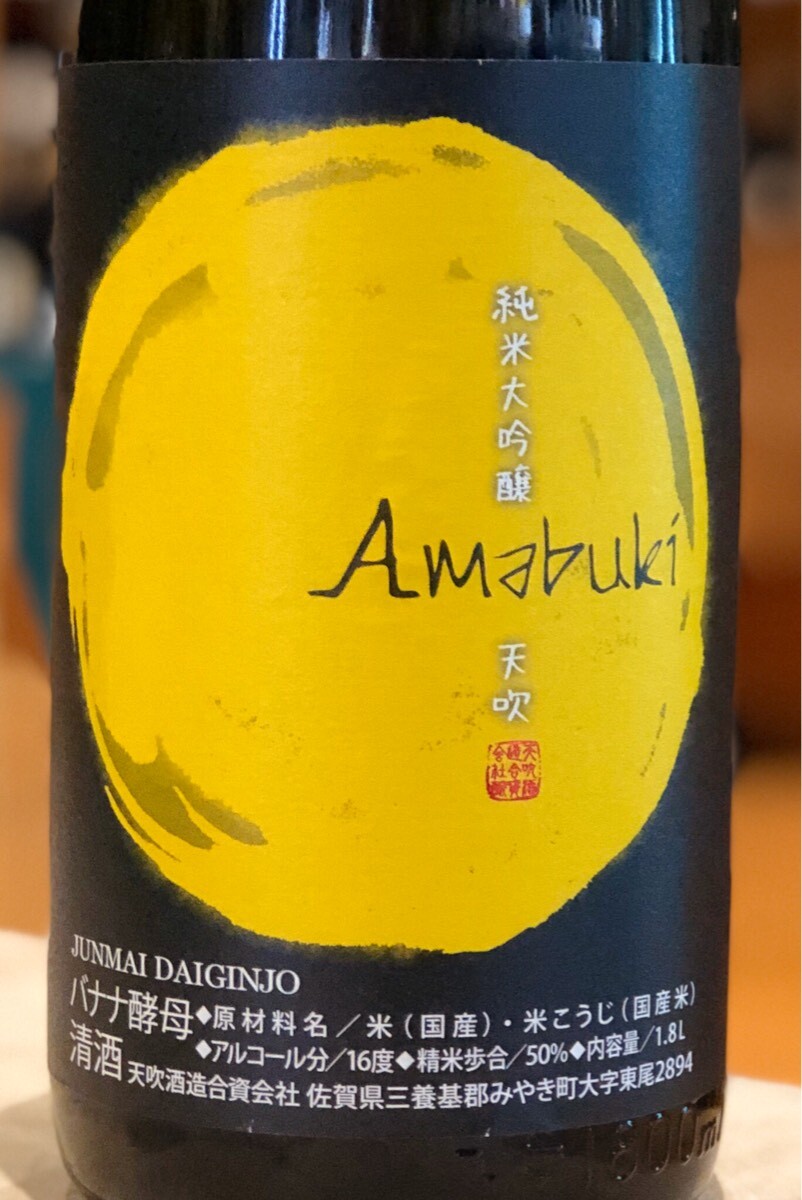 純米大吟醸
Amabuki
天吹
JUNMAI DAIGINJO
バナナ酵母
清酒
◆原材料名／米（国産）・米こうじ（国産米）
◆アルコール分／16度◆精米歩合／50%◆内容量／1.8L
天吹酒造合資会社 佐賀県三養基郡みやき町大字東尾2894